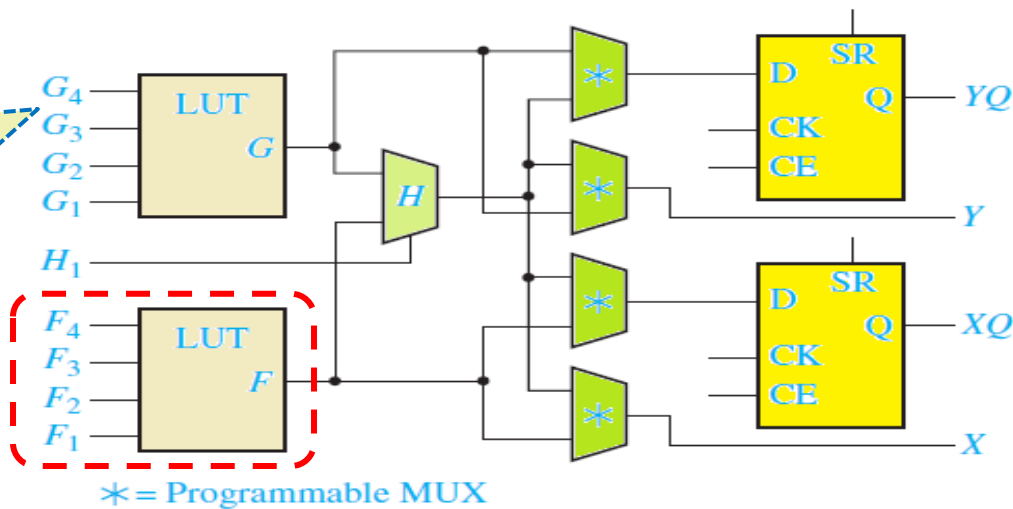 G4
LUT
G3
G
G2
G1
H
H1
F4
LUT
F3
F
F2
F1
*
*
*
*
SR
D
Q
YQ
CK
CE
Y
SR
D
Q
XQ
CK
CE
X
* = Programmable MUX